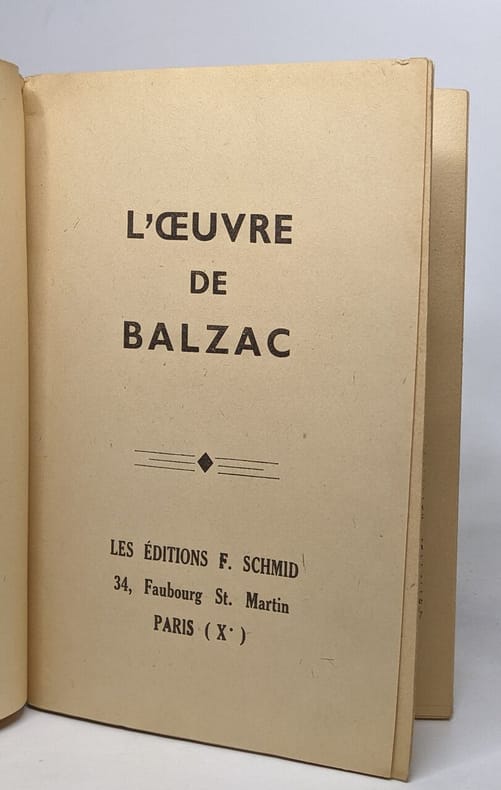 L'ŒUVRE
DE
BALZAC
LES ÉDITIONS F. SCHMID
34, Faubourg St. Martin
PARIS (Xᵉ)